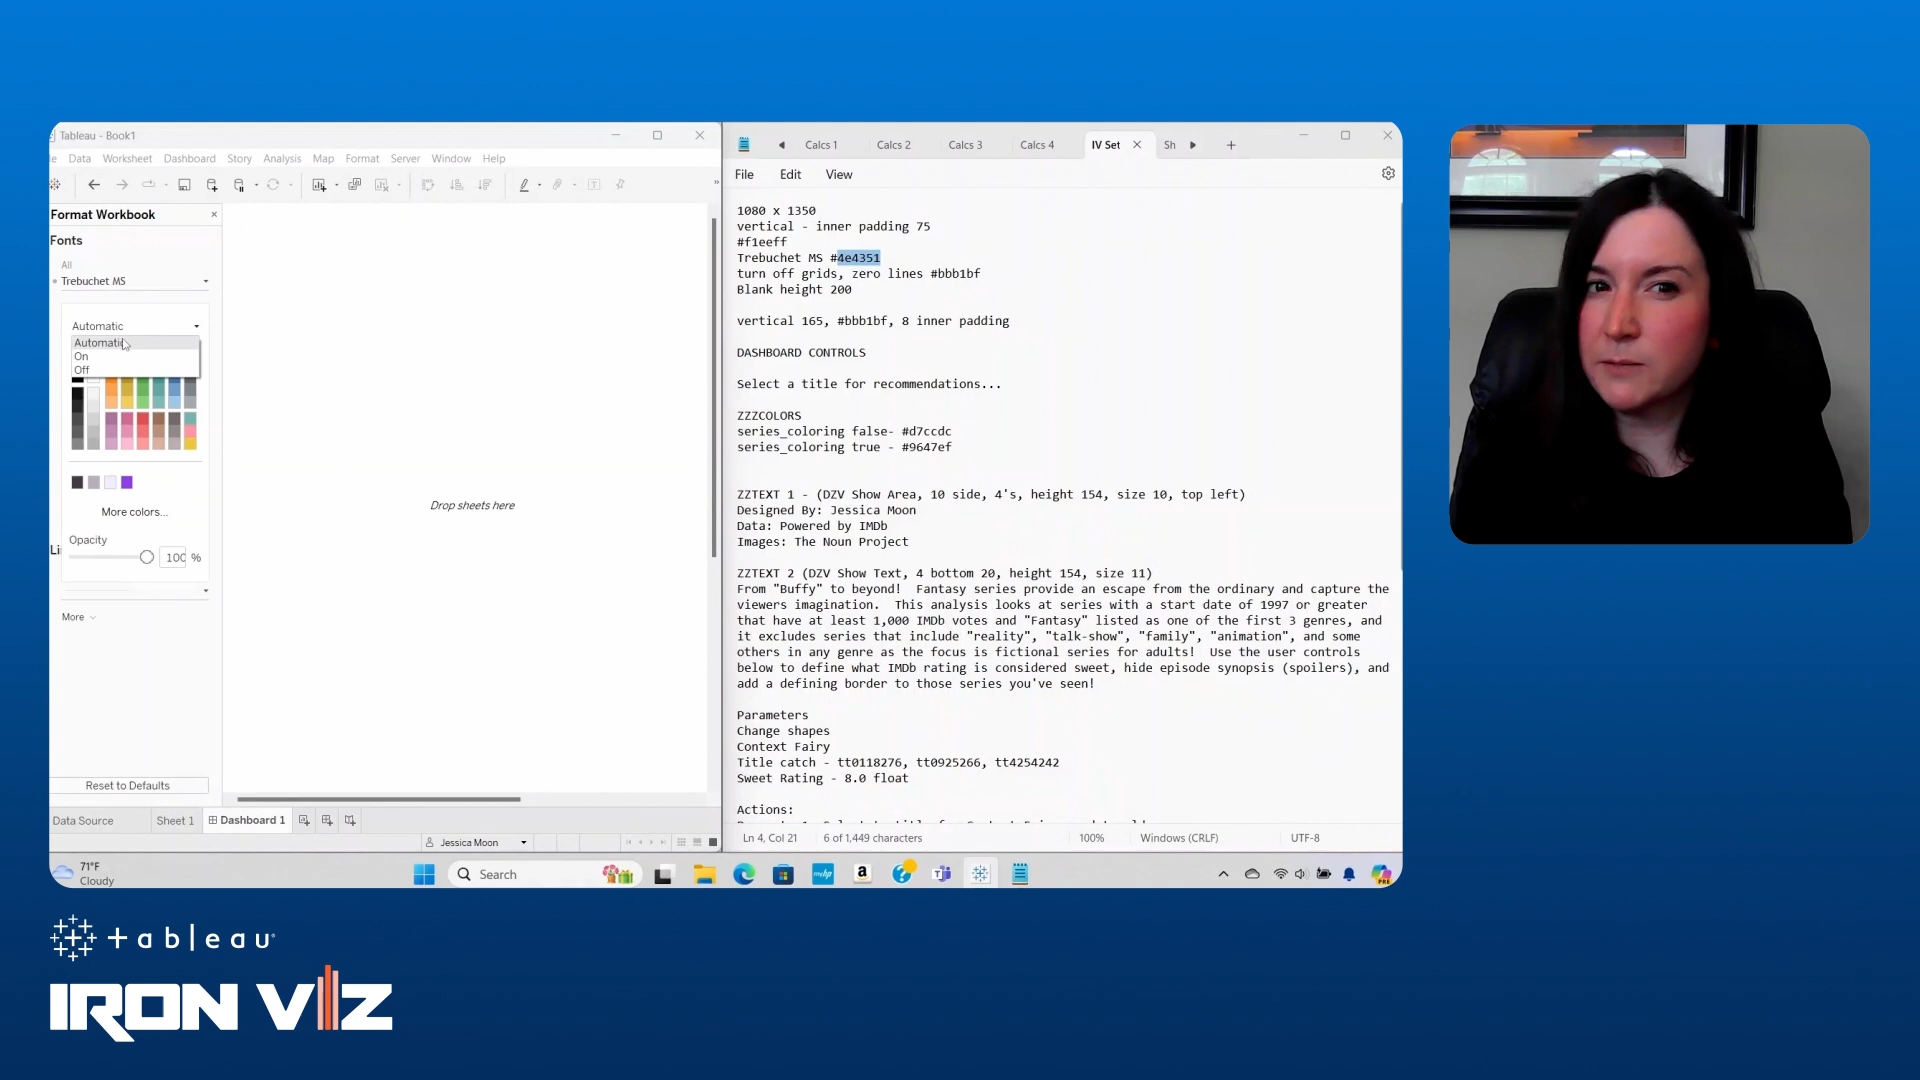 Tableau - Book1
Data Worksheet Dashboard Story Analysis Map Format Server Window Help
Format Workbook
Fonts
All
Trebuchet MS
Automatic
Automatic
On
Off
More colors...
Opacity
100 %
More
Reset to Defaults
Drop sheets here
Data Source Sheet 1 Dashboard 1
Jessica Moon
Calcs 1 Calcs 2 Calcs 3 Calcs 4 IV Set Sh
File Edit View
1080 x 1350
vertical - inner padding 75
#f1eeff
Trebuchet MS #4e4351
turn off grids, zero lines #bbb1bf
Blank height 200
vertical 165, #bbb1bf, 8 inner padding
DASHBOARD CONTROLS
Select a title for recommendations...
ZZZCOLORS
series_coloring false- #d7ccdc
series_coloring true - #9647ef
ZZTEXT 1 - (DZV Show Area, 10 side, 4's, height 154, size 10, top left)
Designed By: Jessica Moon
Data: Powered by IMDb
Images: The Noun Project
ZZTEXT 2 (DZV Show Text, 4 bottom 20, height 154, size 11)
From "Buffy" to beyond! Fantasy series provide an escape from the ordinary and capture the
viewers imagination. This analysis looks at series with a start date of 1997 or greater
that have at least 1,000 IMDb votes and "Fantasy" listed as one of the first 3 genres, and
it excludes series that include "reality", "talk-show", "family", "animation", and some
others in any genre as the focus is fictional series for adults! Use the user controls
below to define what IMDb rating is considered sweet, hide episode synopsis (spoilers), and
add a defining border to those series you've seen!
Parameters
Change shapes
Context Fairy
Title catch - tt0118276, tt0925266, tt4254242
Sweet Rating - 8.0 float
Actions:
Ln 4, Col 21 6 of 1,449 characters 100% Windows (CRLF) UTF-8
71°F
Cloudy
Search
+ableau
IRON VIZ